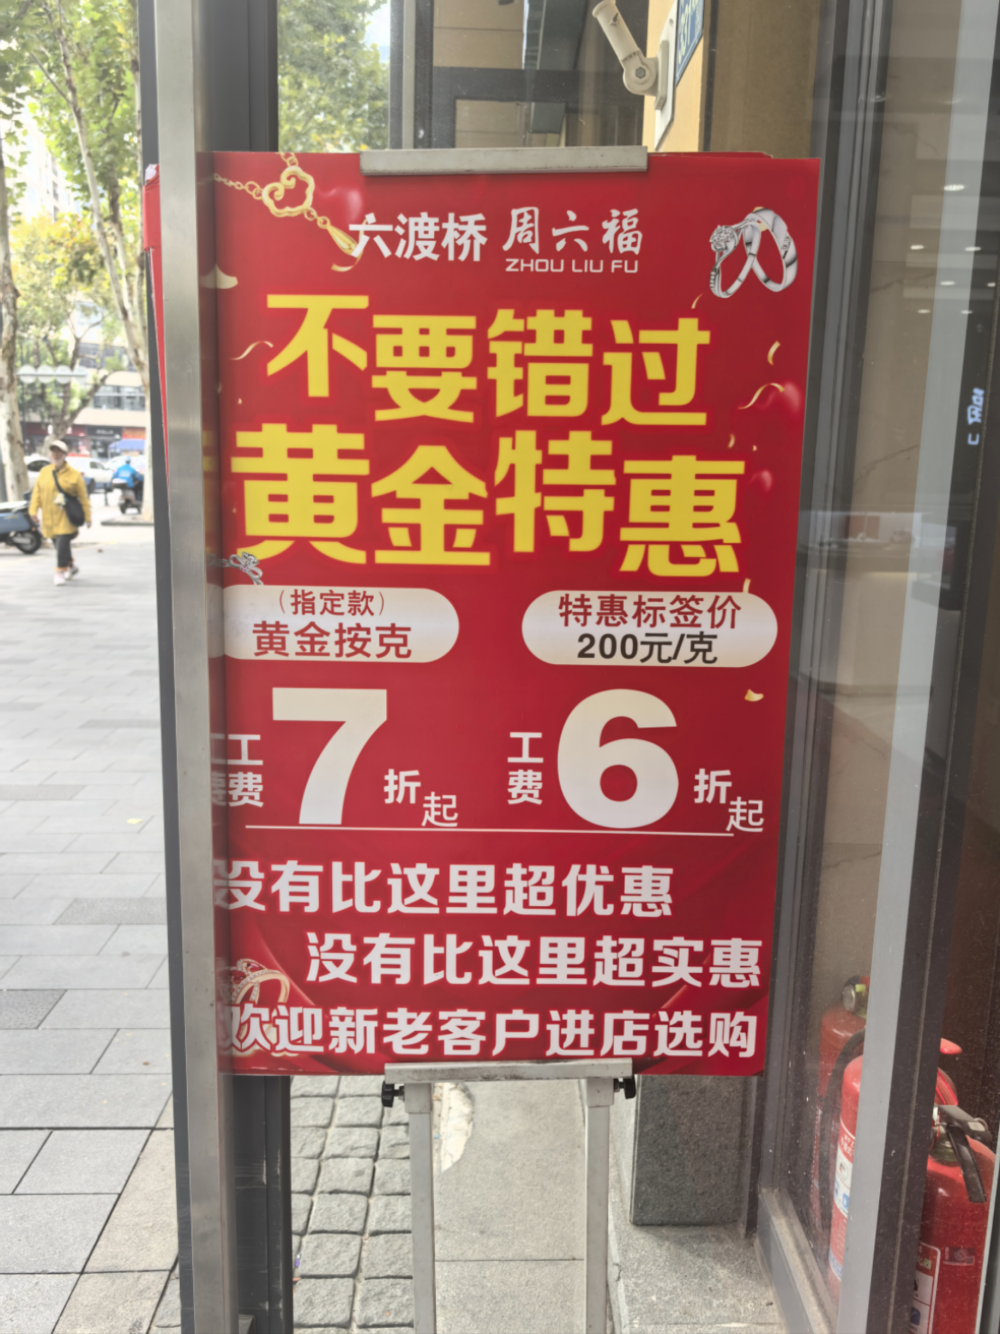 六渡桥 周六福
ZHOU LIU FU
不要错过
黄金特惠
（指定款）
黄金按克
特惠标签价
200元/克
工费7折起
工费6折起
没有比这里超优惠
没有比这里超实惠
欢迎新老客户进店选购